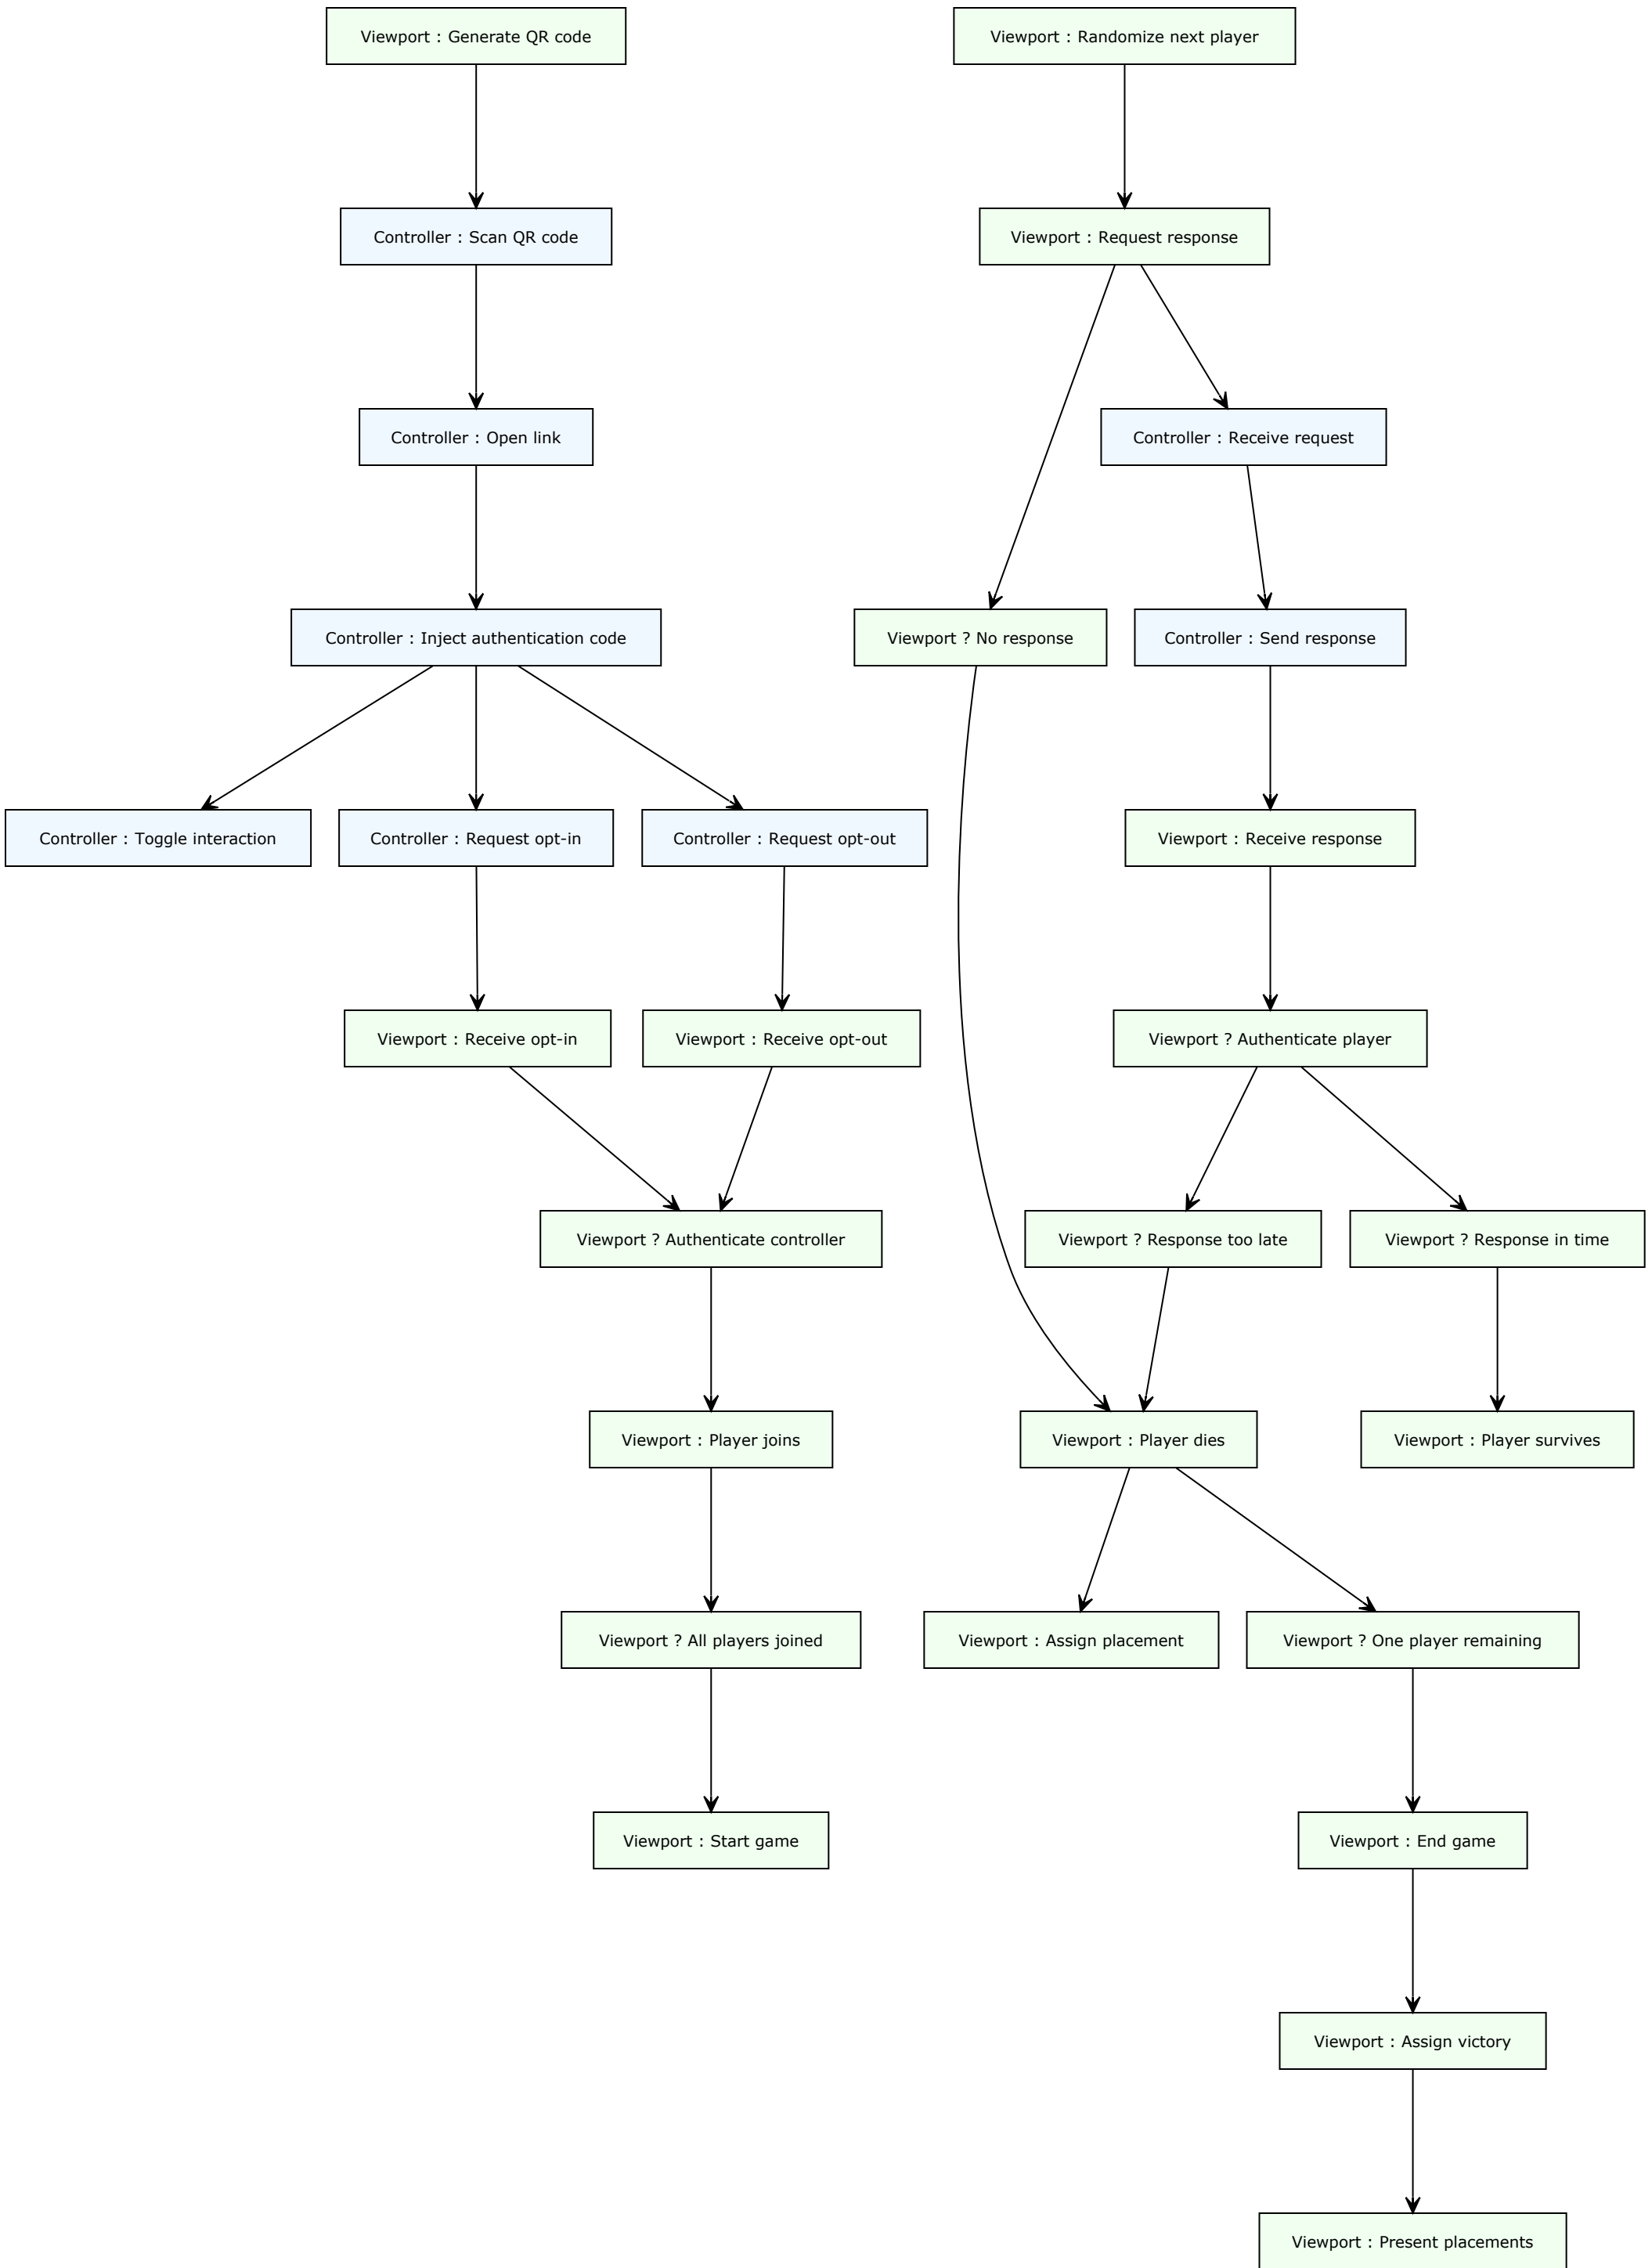 Viewport : Generate QR code
Viewport : Randomize next player
Controller : Scan QR code
Viewport : Request response
Controller : Open link
Controller : Receive request
Controller : Inject authentication code
Viewport ? No response
Controller : Send response
Controller : Toggle interaction
Controller : Request opt-in
Controller : Request opt-out
Viewport : Receive response
Viewport : Receive opt-in
Viewport : Receive opt-out
Viewport ? Authenticate player
Viewport ? Authenticate controller
Viewport ? Response too late
Viewport ? Response in time
Viewport : Player joins
Viewport : Player dies
Viewport : Player survives
Viewport ? All players joined
Viewport : Assign placement
Viewport ? One player remaining
Viewport : Start game
Viewport : End game
Viewport : Assign victory
Viewport : Present placements